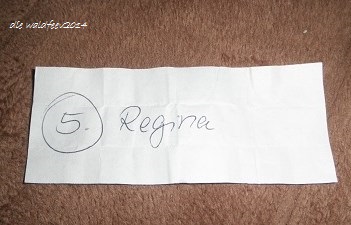 die waldfee//2014
5. Regina